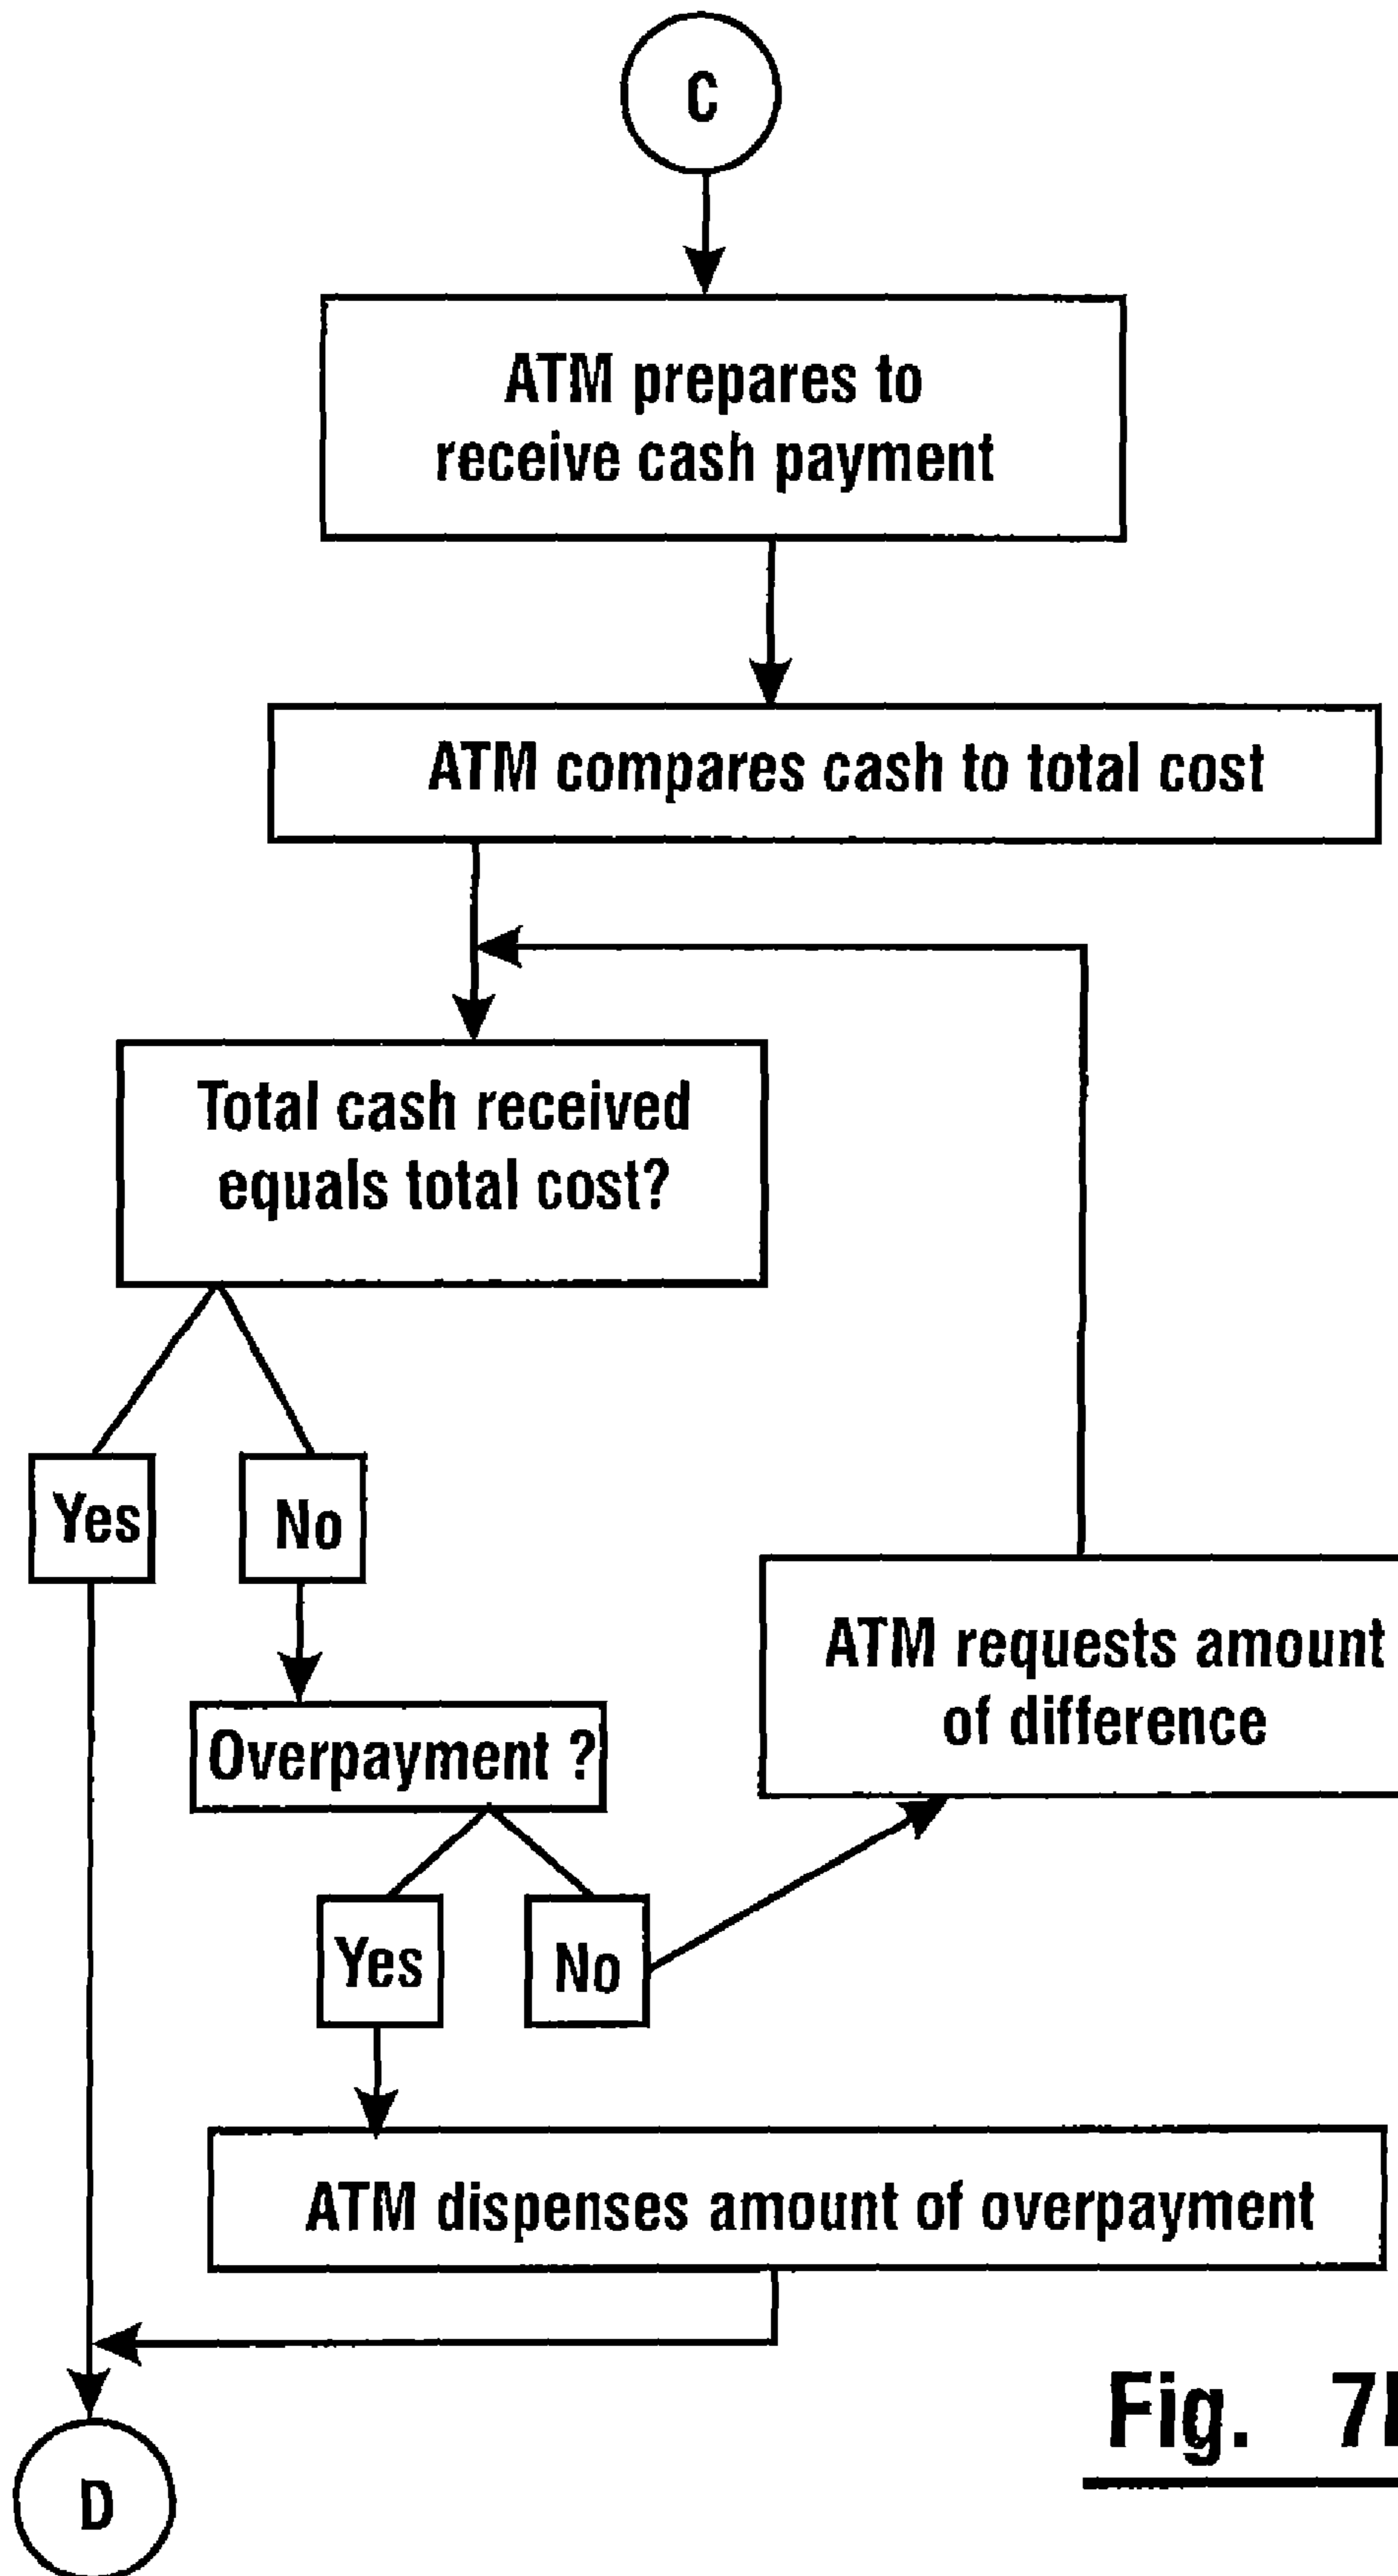 C
ATM prepares to
receive cash payment
ATM compares cash to total cost
Total cash received
equals total cost?
Yes
No
ATM requests amount
of difference
Overpayment ?
Yes
No
ATM dispenses amount of overpayment
Fig. 7
D